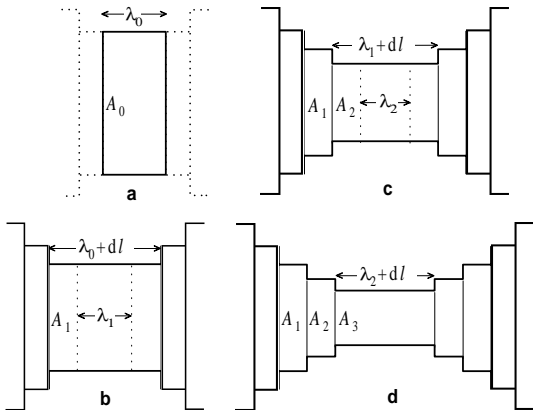 λ₀
A₀
a
λ₁+dl
A₁ A₂ λ₂
c
λ₀+dl
A₁ λ₁
b
λ₂+dl
A₁ A₂ A₃
d